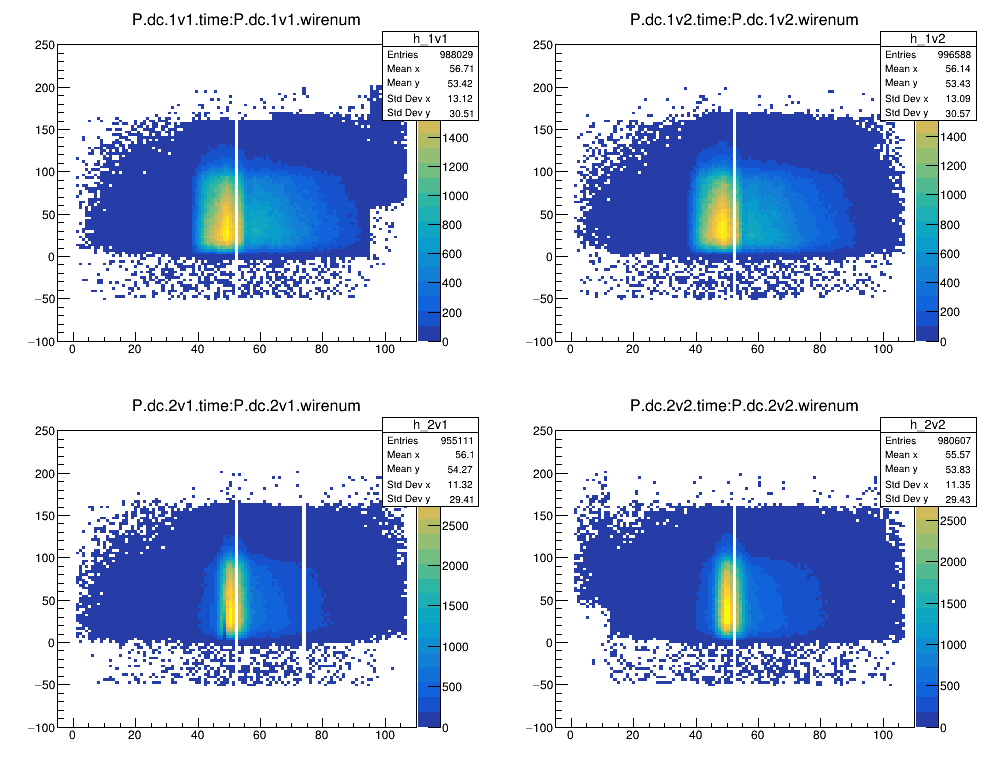 P.dc.1v1.time:P.dc.1v1.wirenum
h_1v1
Entries 988029
Mean x 56.71
Mean y 53.42
Std Dev x 13.12
Std Dev y 30.51
250
200
150
100
50
0
−50
−100
0 20 40 60 80 100
1400
1200
1000
800
600
400
200
0
P.dc.1v2.time:P.dc.1v2.wirenum
h_1v2
Entries 996588
Mean x 56.14
Mean y 53.43
Std Dev x 13.09
Std Dev y 30.57
250
200
150
100
50
0
−50
−100
0 20 40 60 80 100
1400
1200
1000
800
600
400
200
0
P.dc.2v1.time:P.dc.2v1.wirenum
h_2v1
Entries 955111
Mean x 56.1
Mean y 54.27
Std Dev x 11.32
Std Dev y 29.41
250
200
150
100
50
0
−50
−100
0 20 40 60 80 100
2500
2000
1500
1000
500
0
P.dc.2v2.time:P.dc.2v2.wirenum
h_2v2
Entries 980607
Mean x 55.57
Mean y 53.83
Std Dev x 11.35
Std Dev y 29.43
250
200
150
100
50
0
−50
−100
0 20 40 60 80 100
2500
2000
1500
1000
500
0